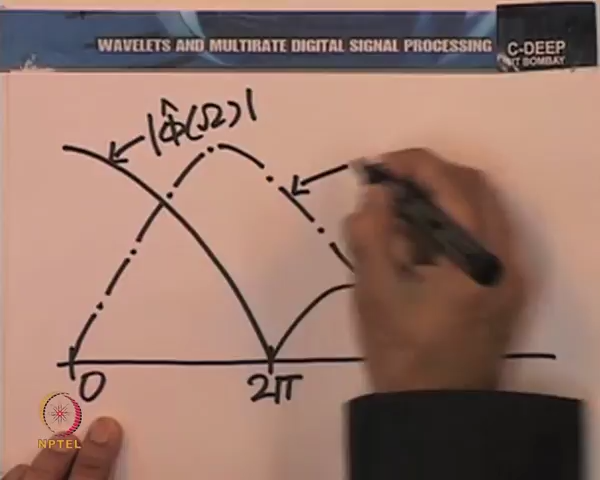 WAVELETS AND MULTIRATE DIGITAL SIGNAL PROCESSING
C-DEEP
IIT BOMBAY
|Φ̂(Ω)|
0
2π
NPTEL